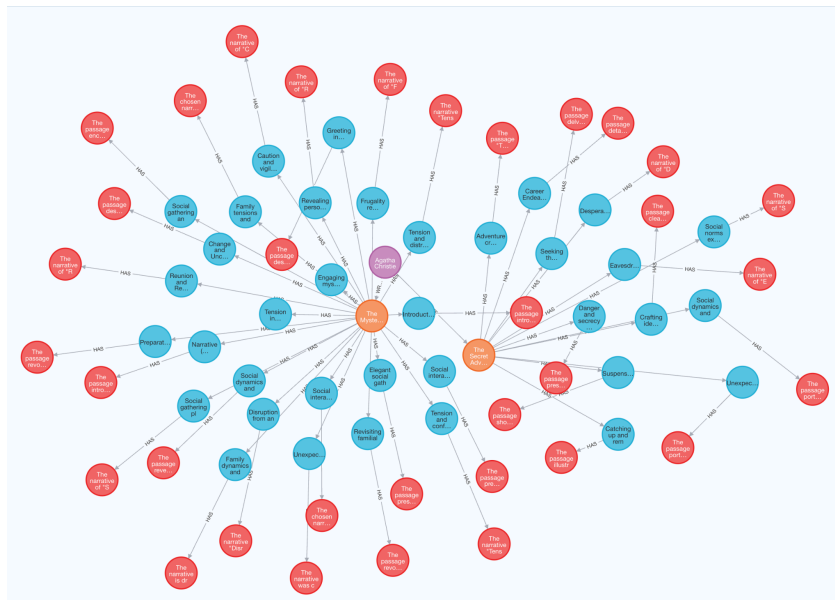 The
narrative
of "C
The
chosen
narr...
The
narrative
of "R
The
narrative
of "F
The
narrative
"Tens
The
passage
enc...
Greeting
in...
Caution
and
vigil...
The
passage
"T...
The
passage
deiv...
The
passage
deta...
The
narrative
of "D
The
passage
des...
Social
gathering
an
Family
tensions
and
Revealing
perso...
Frugality
rr...
Tension
and
distr...
Career
Endea...
Adventure
or...
Despera...
The
passage
clea...
The
narrative
of "S
Social
norms
ex...
Change
and
Unc...
The
passage
des...
Seeking
th...
Agatha
Christie
Eavesdr...
The
narrative
of "E
The
narrative
of "R
Reunion
and
Re...
Engaging
mys...
Tension
in...
The
Myste...
Introduct...
The
passage
intro...
Danger
and
secrecy
Crafting
ide...
Social
dynamics
and
The
passage
revo...
Preparat...
Narrative
(...
The
Secret
Adv...
The
passage
intro...
Social
dynamics
and
Social
intera...
Elegant
social
gath
Social
intera...
The
passage
pres...
Suspens...
Unexpec...
The
passage
port...
Social
gathering
pl
Disruption
from an
Revisiting
familial
Tension
and
conf...
The
passage
sho...
Catching
up and
rem
The
passage
port...
The
narrative
of "S
The
passage
reve...
Family
dynamics
and
Unexpec...
The
passage
illustr
The
passage
pre...
The
passage
pres...
The
chosen
narr...
The
narrative
"Disr
The
narrative
"Tens
The
passage
revo...
The
narrative
is dr
The
narrative
was c
HAS